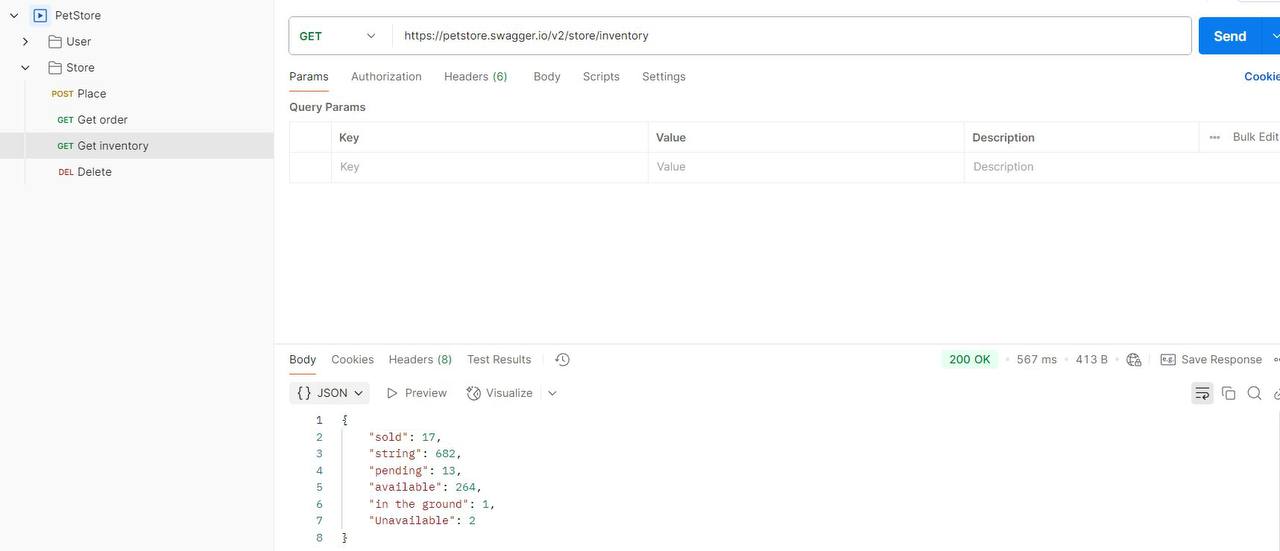 PetStore
User
Store
POST Place
GET Get order
GET Get inventory
DEL Delete
GET https://petstore.swagger.io/v2/store/inventory Send
Params Authorization Headers (6) Body Scripts Settings Cookie
Query Params
Key Value Description ••• Bulk Edit
Key Value Description
Body Cookies Headers (8) Test Results 200 OK • 567 ms • 413 B • e.g. Save Response
{} JSON Preview Visualize
1 {
2 "sold": 17,
3 "string": 682,
4 "pending": 13,
5 "available": 264,
6 "in the ground": 1,
7 "Unavailable": 2
8 }